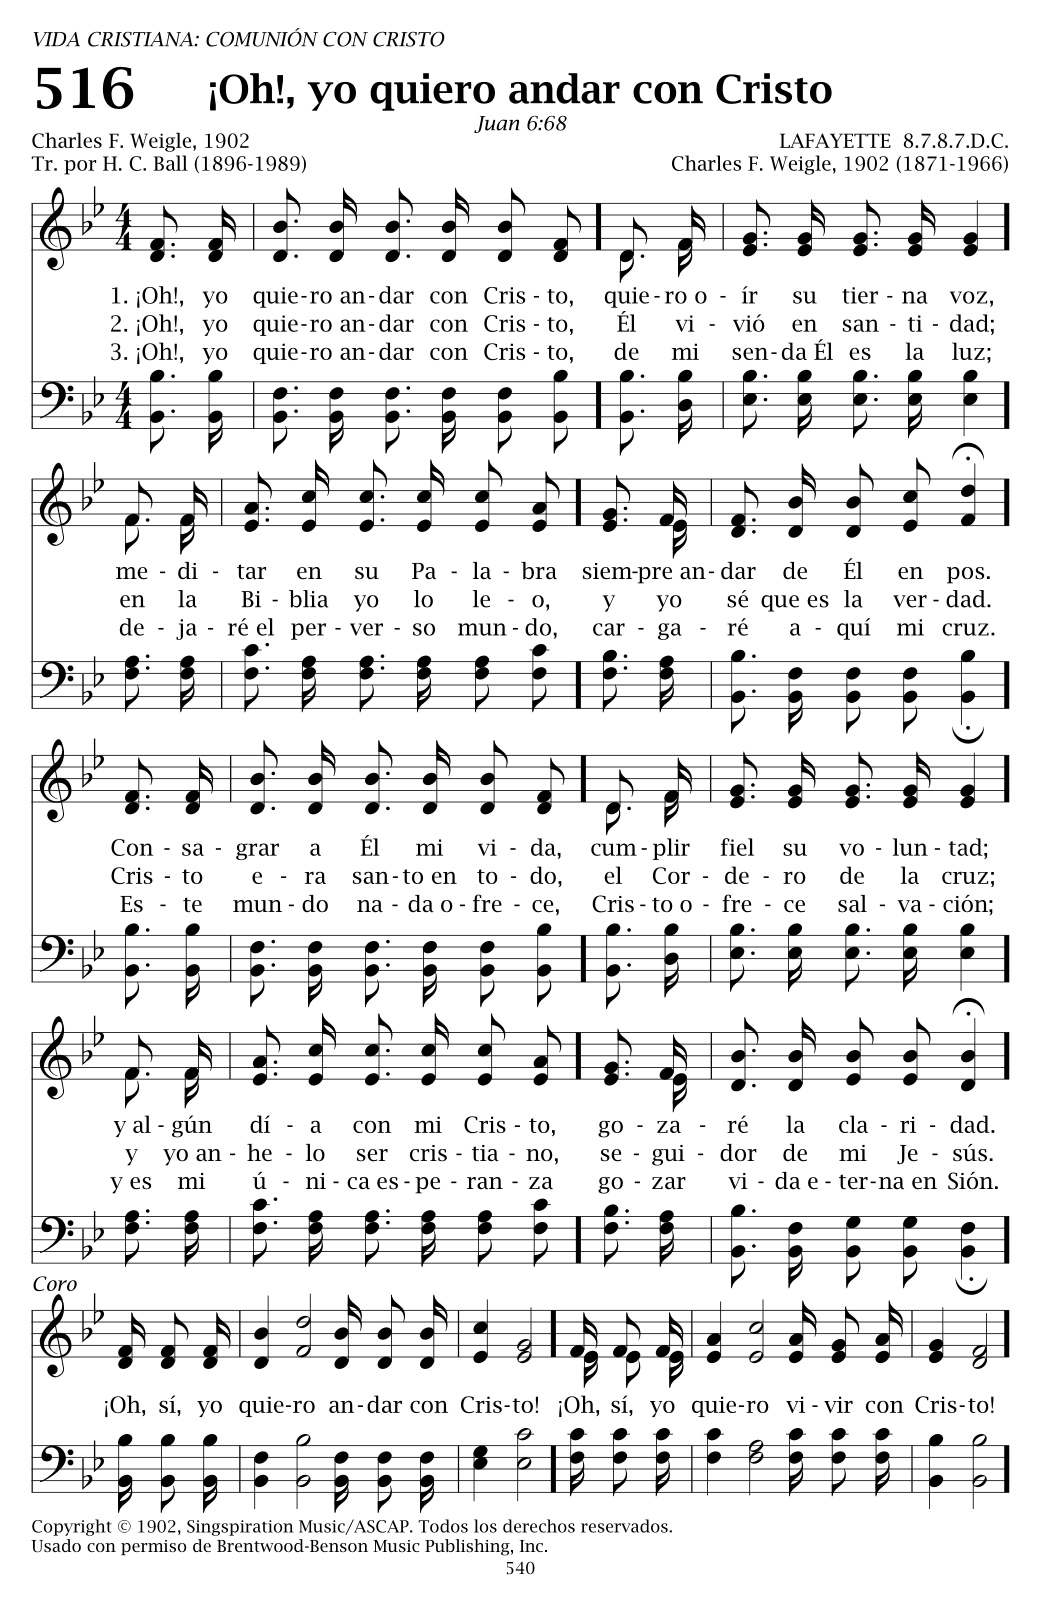 VIDA CRISTIANA: COMUNIÓN CON CRISTO
516 ¡Oh!, yo quiero andar con Cristo
Juan 6:68
Charles F. Weigle, 1902 LAFAYETTE 8.7.8.7.D.C.
Tr. por H. C. Ball (1896-1989) Charles F. Weigle, 1902 (1871-1966)
4 4
1. ¡Oh!, yo quie-ro an-dar con Cris - to, quie-ro o - ír su tier - na voz,
2. ¡Oh!, yo quie-ro an-dar con Cris - to, Él vi - vió en san - ti - dad;
3. ¡Oh!, yo quie-ro an-dar con Cris - to, de mi sen-da Él es la luz;
4 4
me - di - tar en su Pa - la - bra siem-pre an-dar de Él en pos.
en la Bi - blia yo lo le - o, y yo sé que es la ver - dad.
de - ja - ré el per - ver - so mun - do, car - ga - ré a - quí mi cruz.
Con - sa - grar a Él mi vi - da, cum - plir fiel su vo - lun - tad;
Cris - to e - ra san - to en to - do, el Cor - de - ro de la cruz;
Es - te mun - do na - da o - fre - ce, Cris - to o - fre - ce sal - va - ción;
y al - gún dí - a con mi Cris - to, go - za - ré la cla - ri - dad.
y yo an - he - lo ser cris - tia - no, se - gui - dor de mi Je - sús.
y es mi ú - ni - ca es - pe - ran - za go - zar vi - da e - ter-na en Sión.
Coro
¡Oh, sí, yo quie-ro an-dar con Cris-to! ¡Oh, sí, yo quie-ro vi - vir con Cris-to!
Copyright © 1902, Singspiration Music/ASCAP. Todos los derechos reservados.
Usado con permiso de Brentwood-Benson Music Publishing, Inc.
540